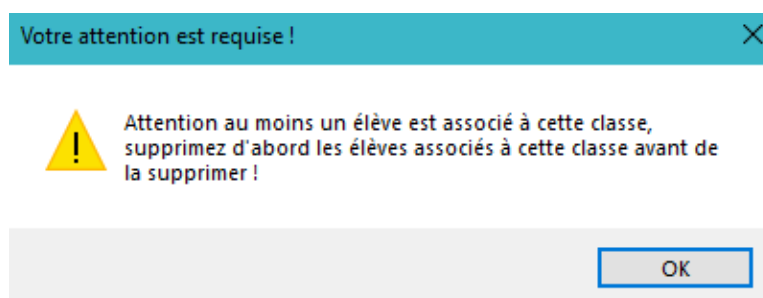 Votre attention est requise !
Attention au moins un élève est associé à cette classe,
supprimez d'abord les élèves associés à cette classe avant de
la supprimer !
OK